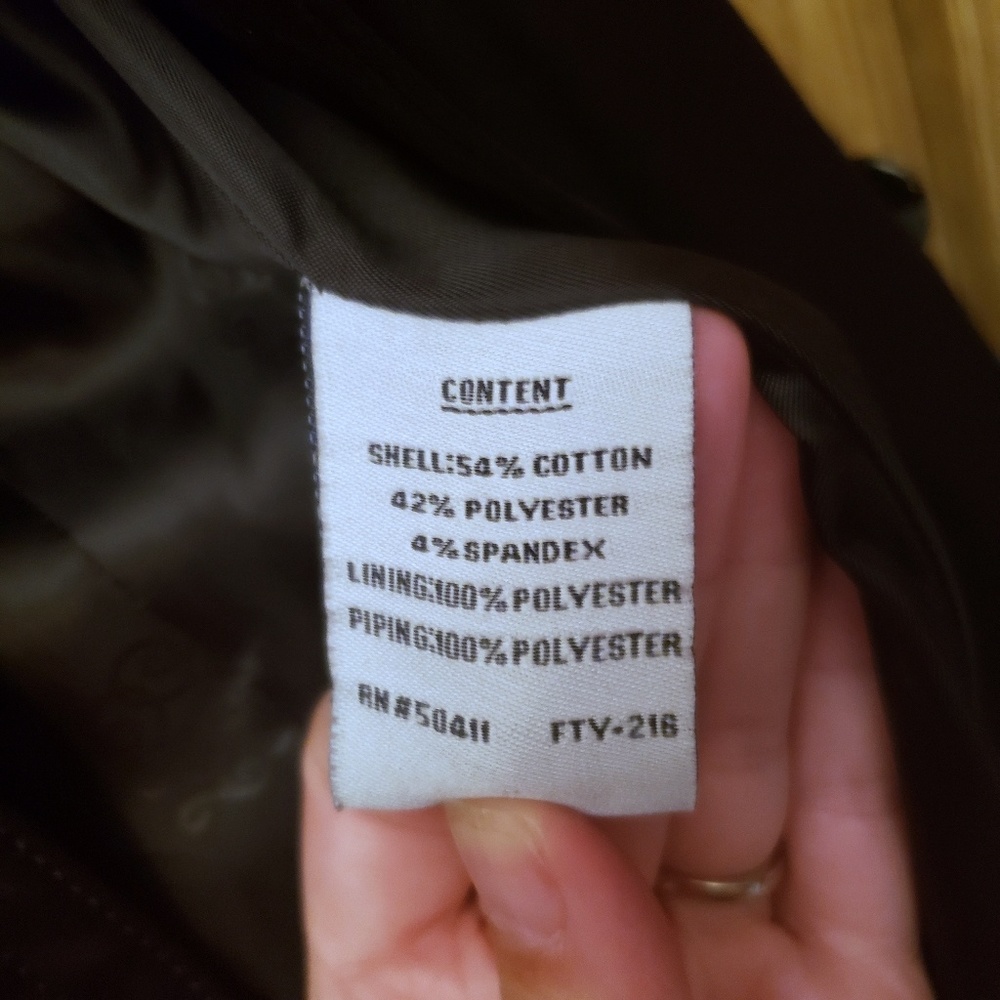 CONTENT
SHELL:54% COTTON
42% POLYESTER
4%SPANDEX
LINING:100%POLYESTER
PIPING:100%POLYESTER
RN#50411 FTY-216